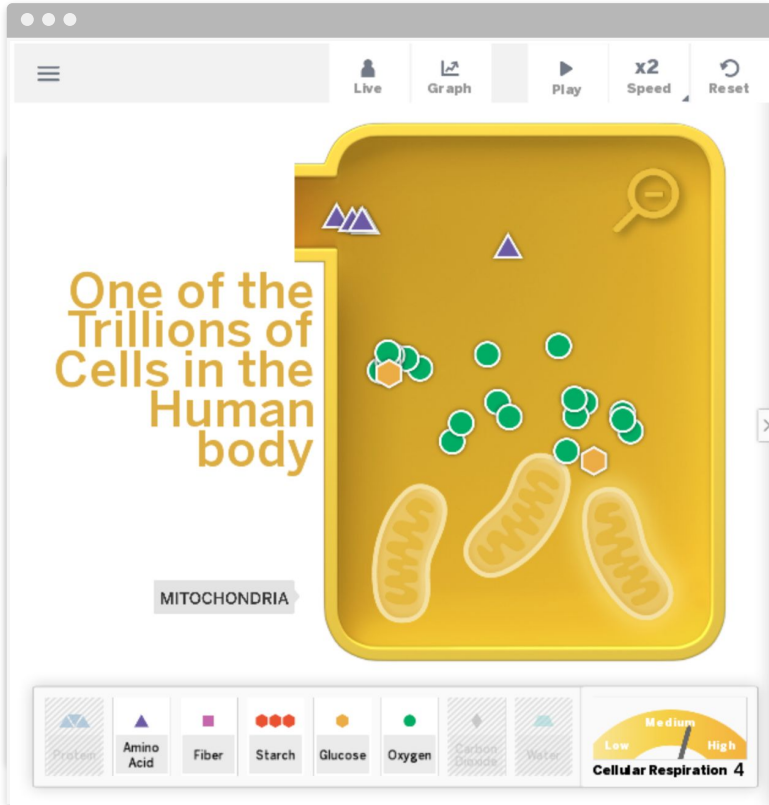 Live
Graph
Play
x2
Speed
Reset
One of the
Trillions of
Cells in the
Human
body
MITOCHONDRIA
Protein
Amino
Acid
Fiber
Starch
Glucose
Oxygen
Carbon
Dioxide
Water
Low
Medium
High
Cellular Respiration 4